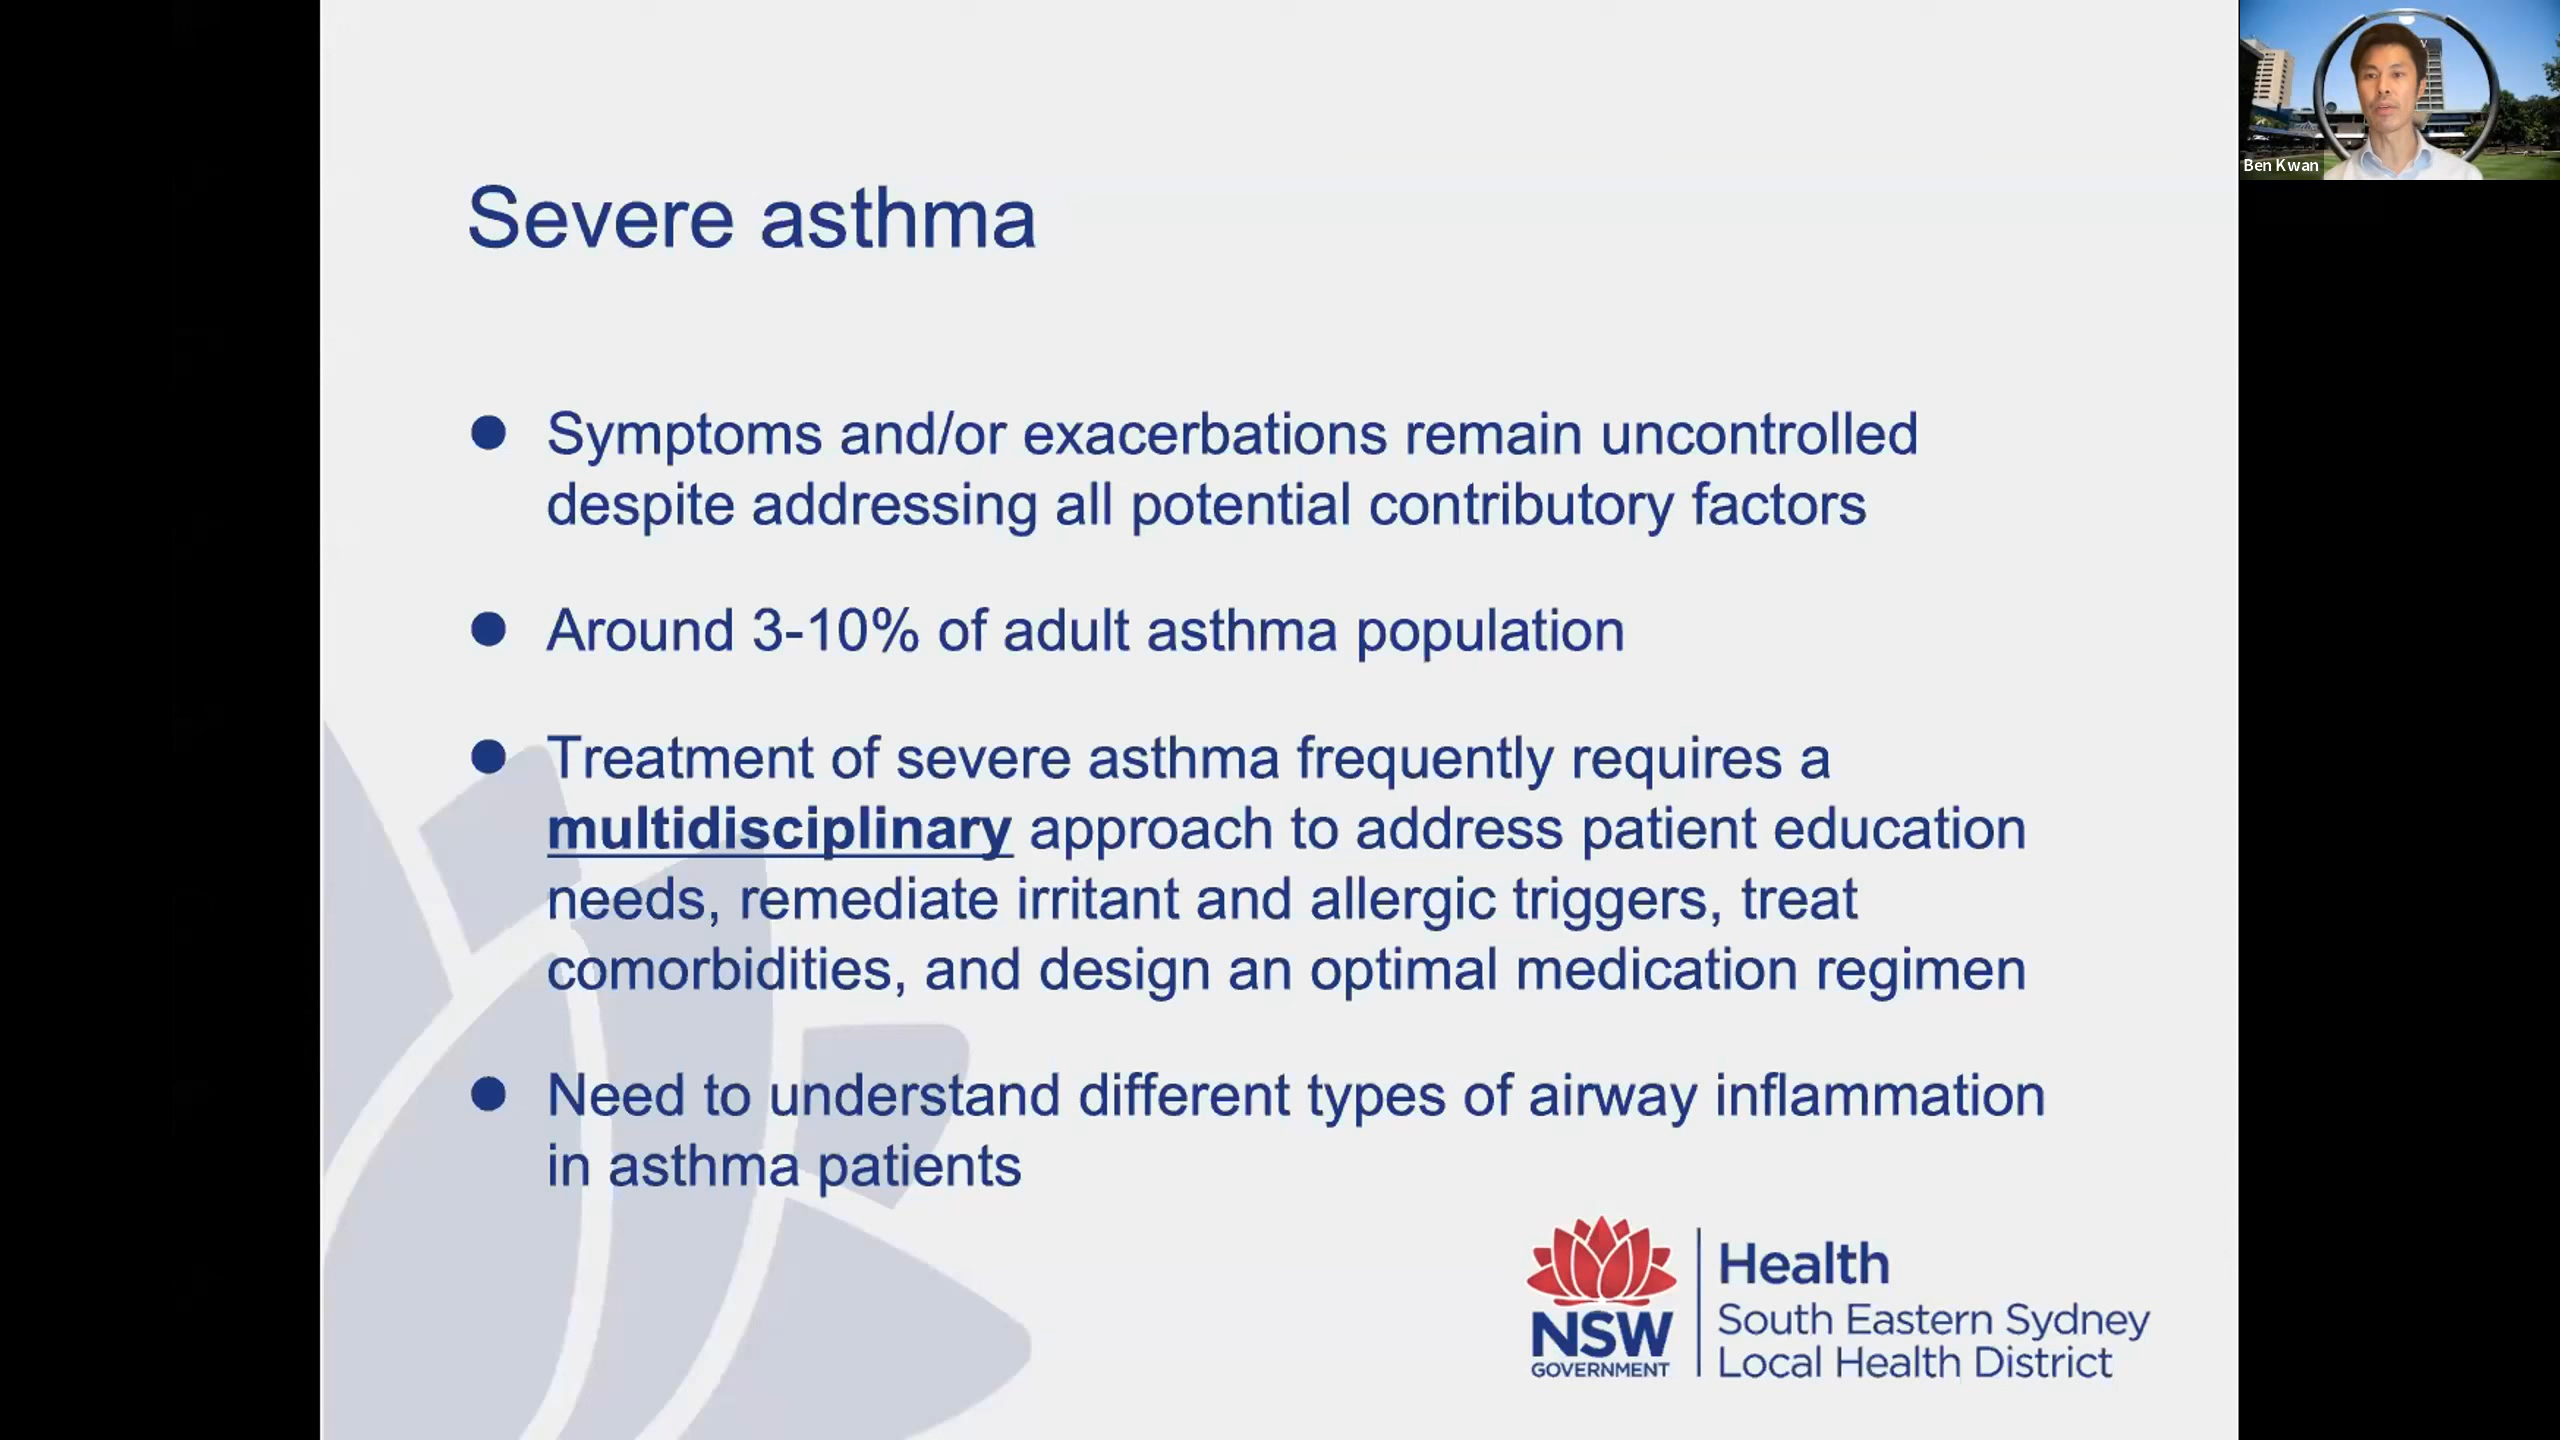 Severe asthma
● Symptoms and/or exacerbations remain uncontrolled
despite addressing all potential contributory factors
● Around 3-10% of adult asthma population
● Treatment of severe asthma frequently requires a
multidisciplinary approach to address patient education
needs, remediate irritant and allergic triggers, treat
comorbidities, and design an optimal medication regimen
● Need to understand different types of airway inflammation
in asthma patients
NSW
GOVERNMENT
Health
South Eastern Sydney
Local Health District
Ben Kwan